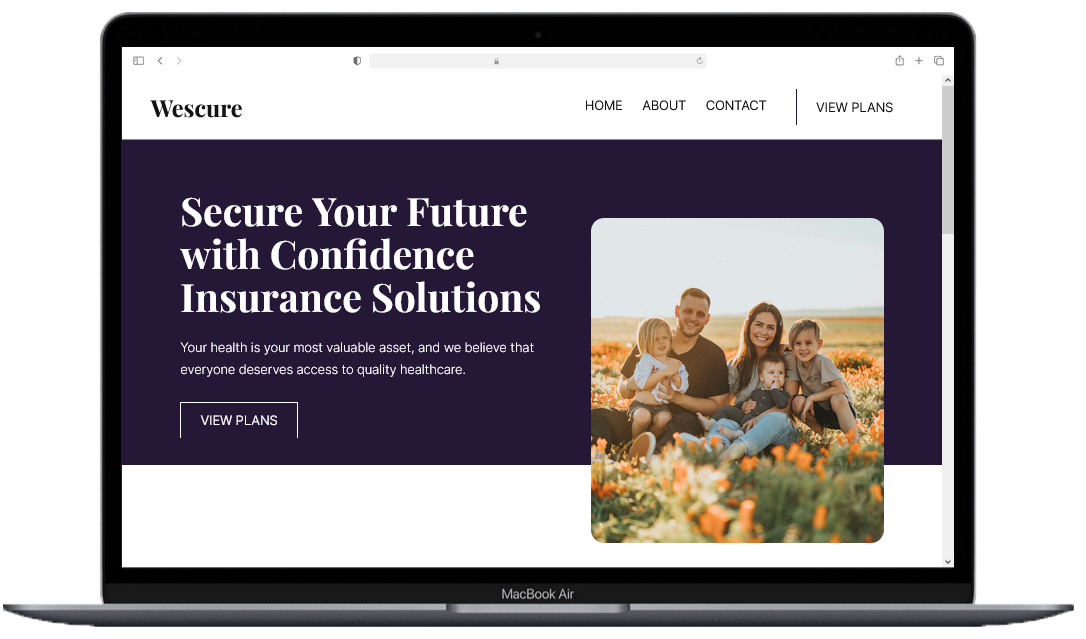 Wescure
HOME ABOUT CONTACT VIEW PLANS
Secure Your Future
with Confidence
Insurance Solutions
Your health is your most valuable asset, and we believe that
everyone deserves access to quality healthcare.
VIEW PLANS
MacBook Air